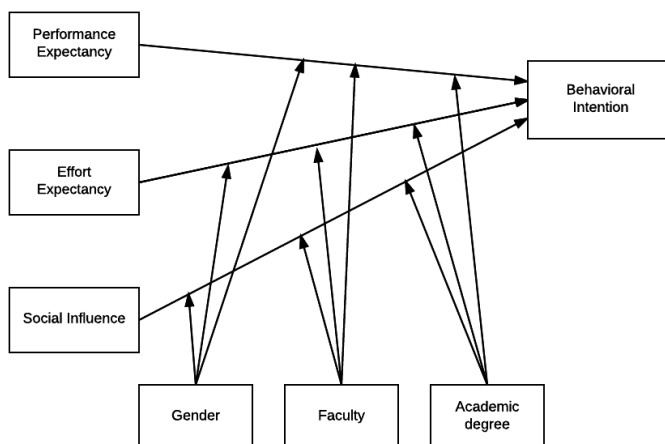 Performance
Expectancy
Behavioral
Intention
Effort
Expectancy
Social Influence
Gender
Faculty
Academic
degree